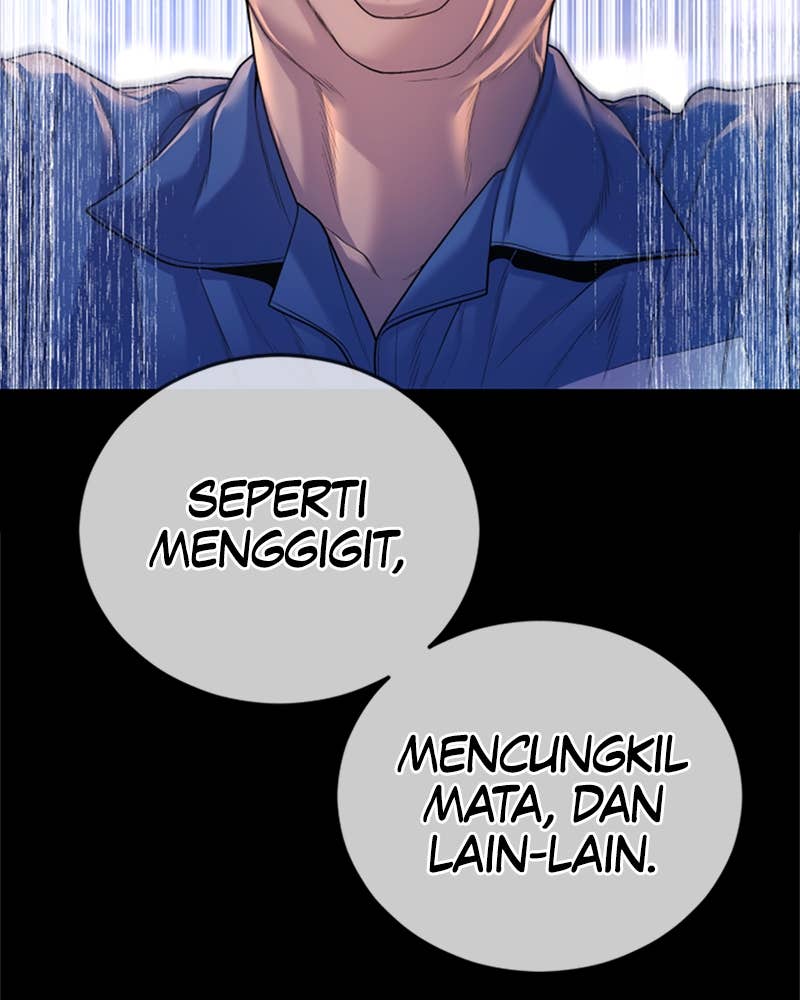 SEPERTI
MENGGIGIT,
MENCUNGKIL
MATA, DAN
LAIN-LAIN.